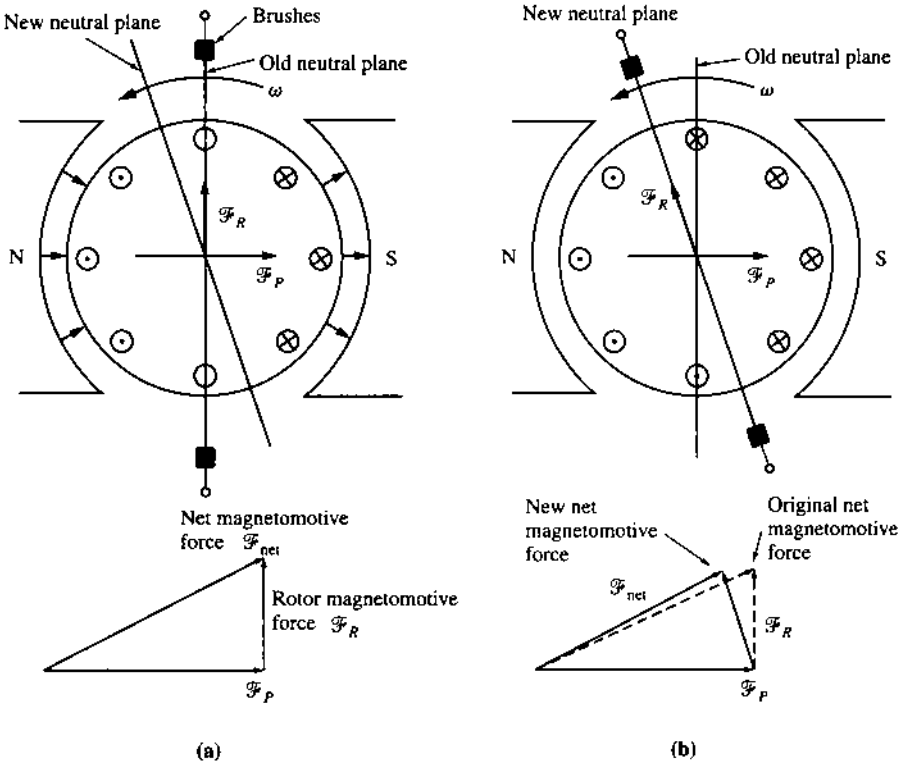 New neutral plane
Brushes
Old neutral plane
ω
N
S
ℱR
ℱP
Net magnetomotive
force ℱnet
Rotor magnetomotive
force ℱR
ℱP
(a)
New neutral plane
Old neutral plane
ω
N
S
ℱR
ℱP
New net
magnetomotive
force
Original net
magnetomotive
force
ℱnet
ℱR
ℱP
(b)